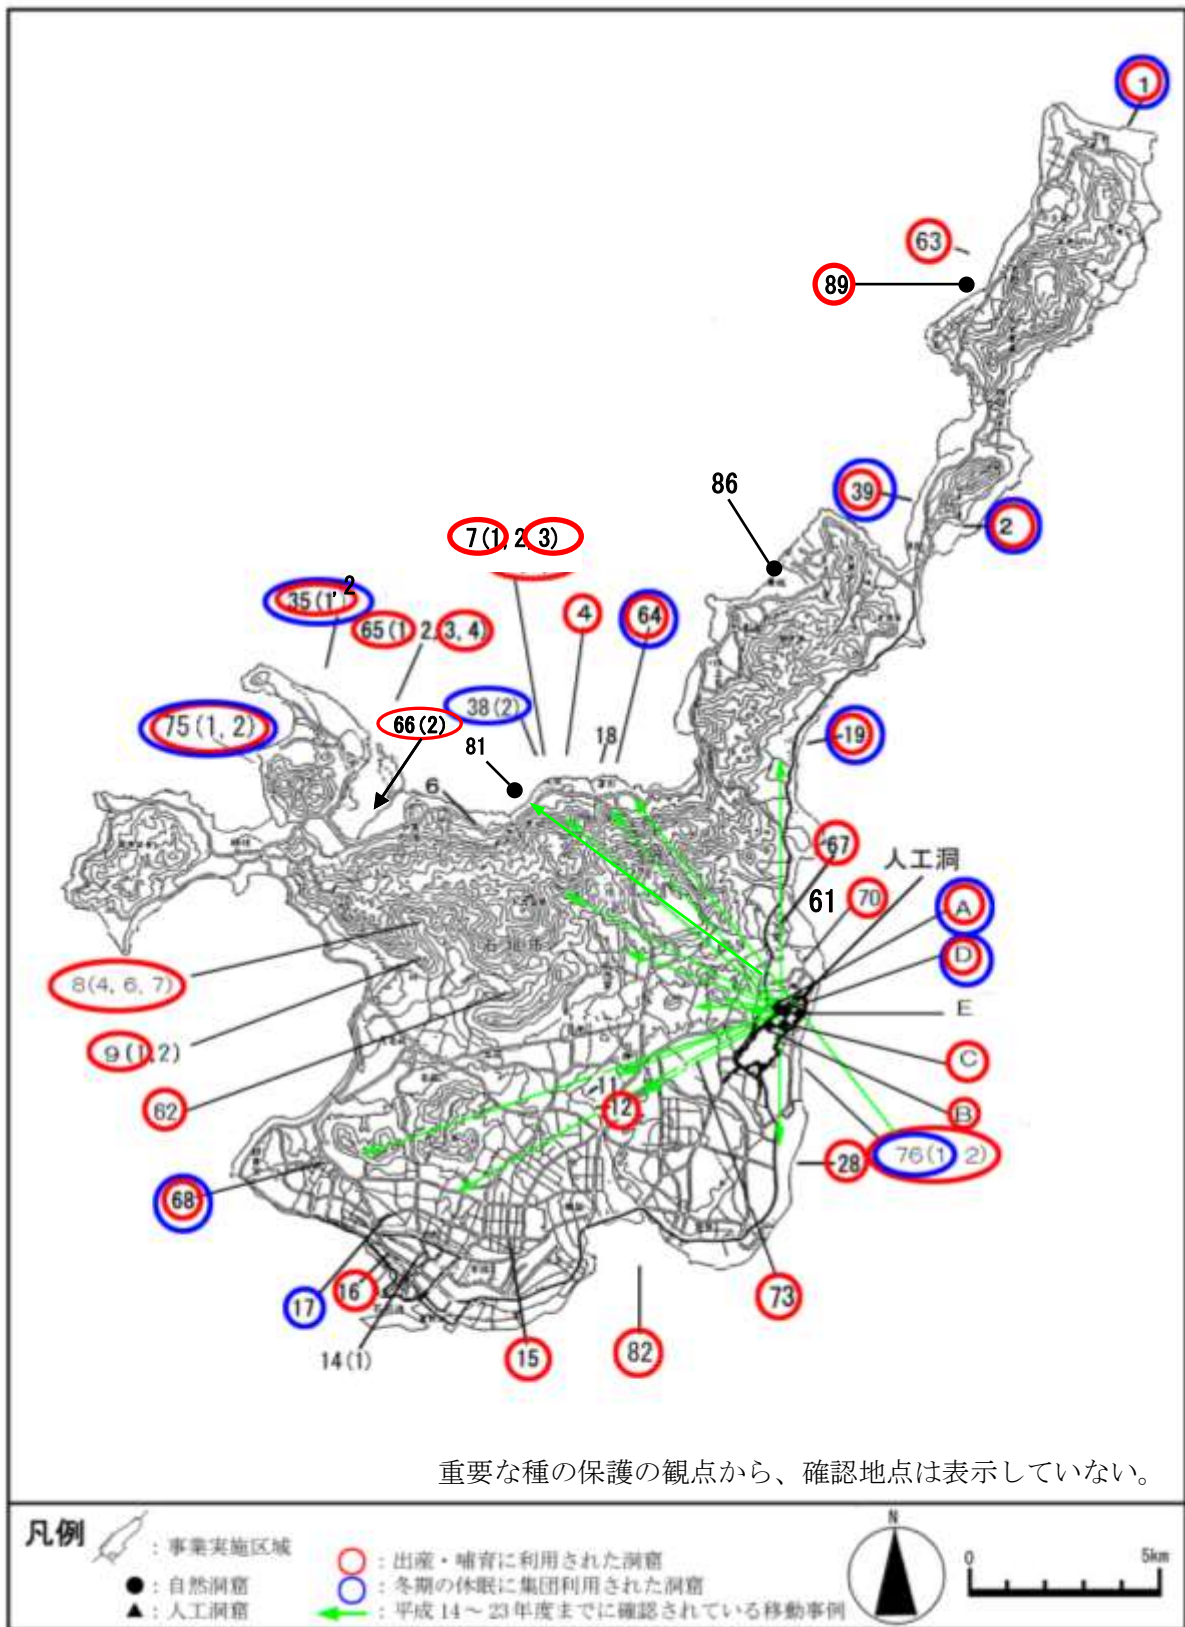 1
63
89
39
2
86
7(1, 2, 3)
35(1, 2
65(1, 2, 3, 4)
4
64
75(1, 2)
66(2)
38(2)
81
18
19
6
67
人工洞
61
70
A
8(4, 6, 7)
D
E
9(1, 2)
C
62
11
12
B
28
76(1, 2)
68
73
17
16
14(1)
15
82
石垣市
重要な種の保護の観点から、確認地点は表示していない。
凡例
：事業実施区域
：自然洞窟
：人工洞窟
：出産・哺育に利用された洞窟
：冬期の休眠に集団利用された洞窟
：平成 14～23 年度までに確認されている移動事例
N
0
5km